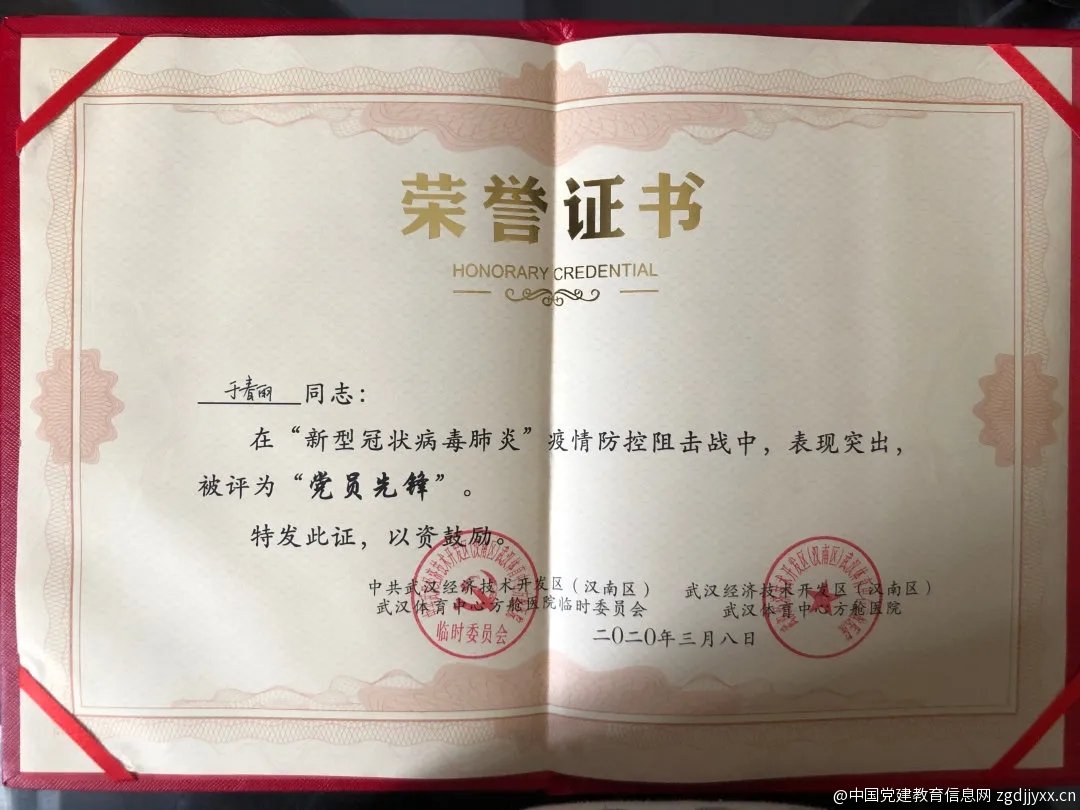 荣誉证书
HONORARY CREDENTIAL
于春丽 同志：
在“新型冠状病毒肺炎”疫情防控阻击战中，表现突出，
被评为“党员先锋”。
特发此证，以资鼓励。
中共武汉经济技术开发区（汉南区） 武汉经济技术开发区（汉南区）
武汉体育中心方舱医院临时委员会 武汉体育中心方舱医院
二〇二〇年三月八日
临时委员会
@中国党建教育信息网 zgdjjyxx.cn